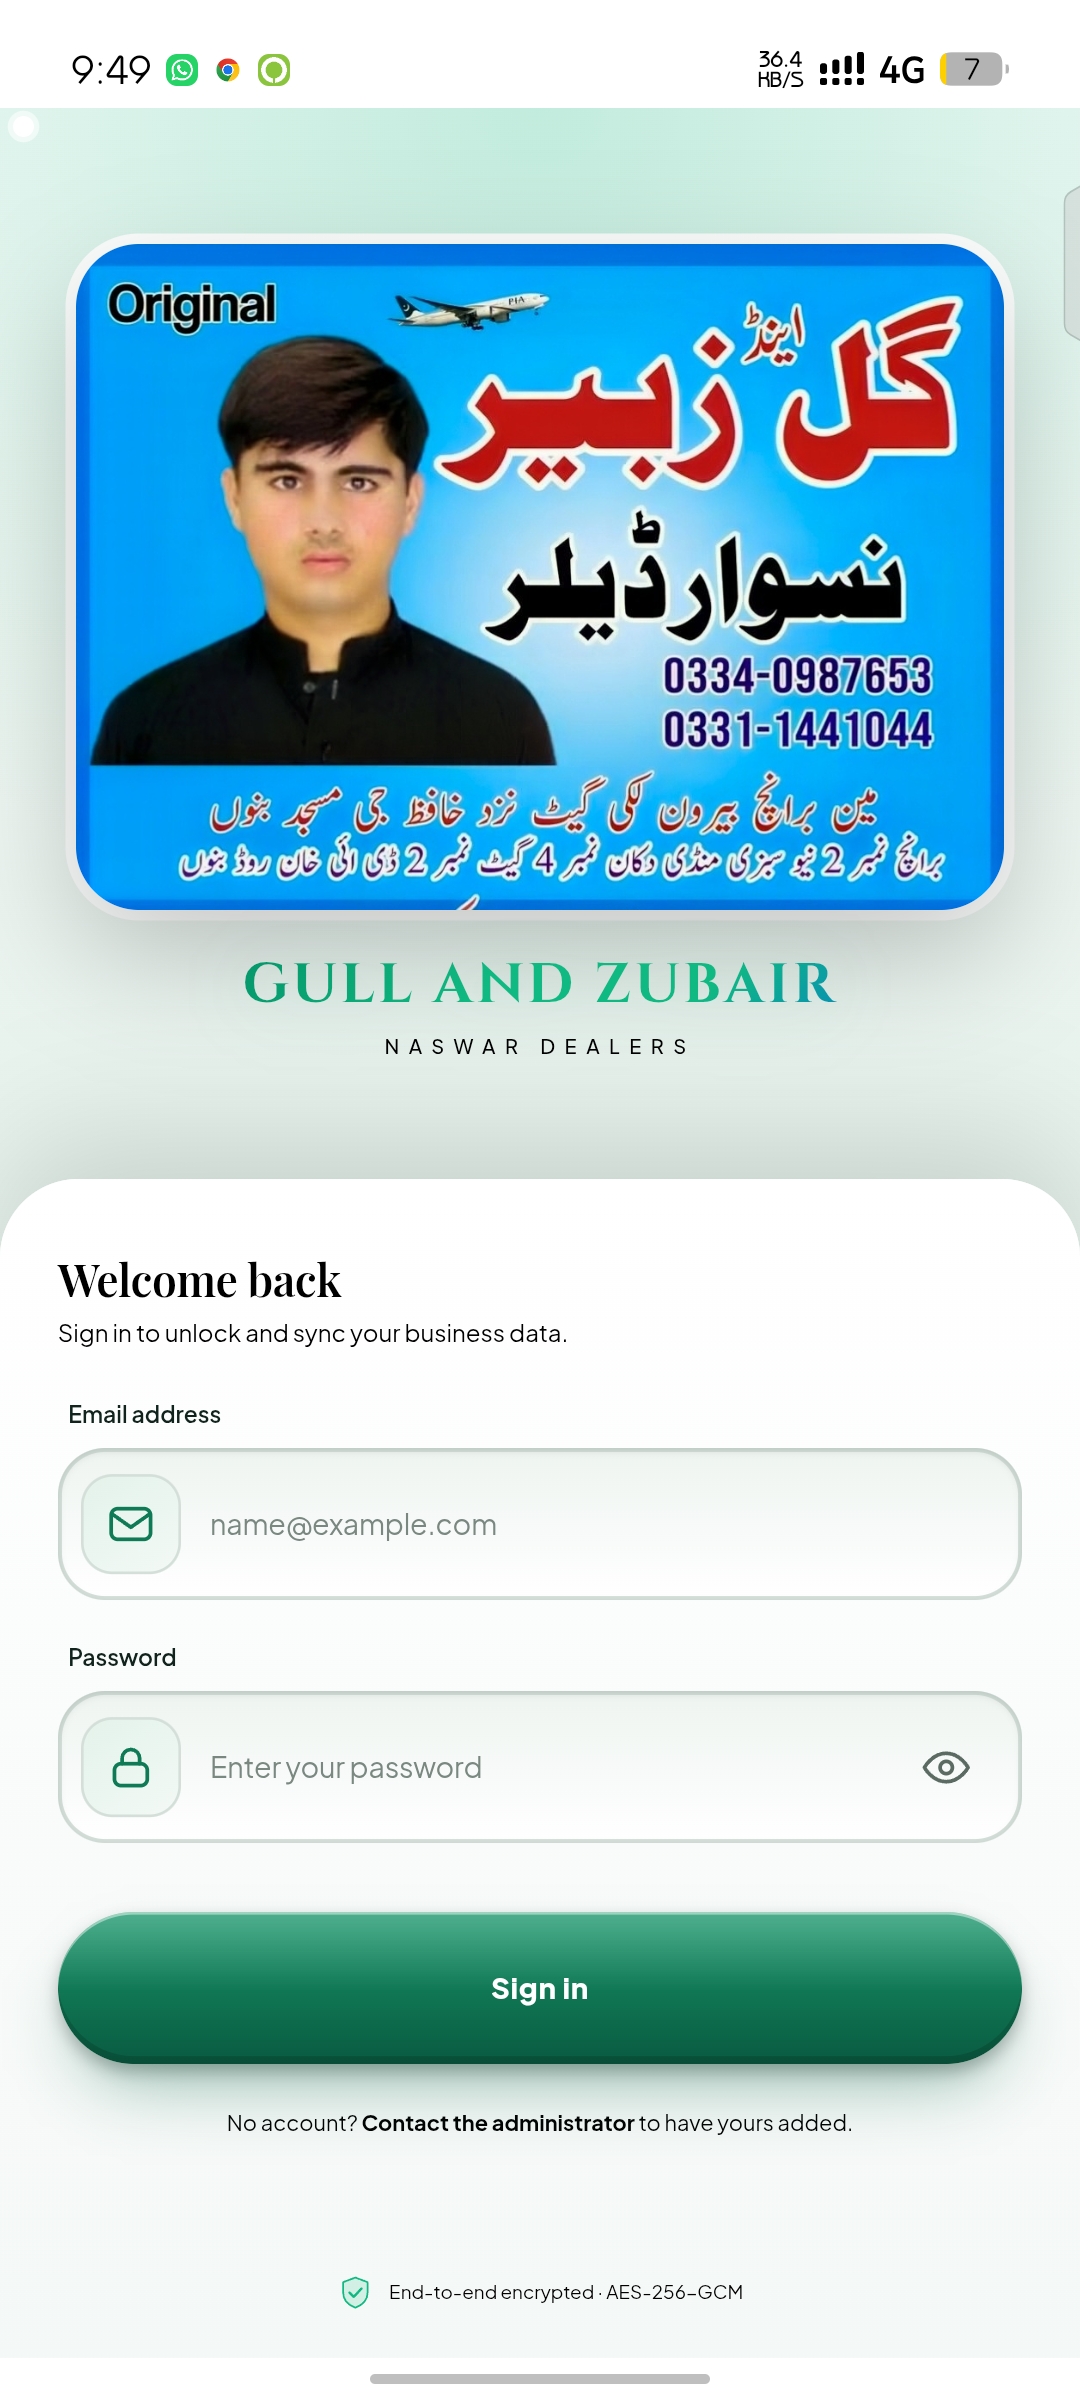 9:49
36.4 KB/S 4G 7
Original
PIA
گل اینڈ زبیر
نسوار ڈیلر
0334-0987653
0331-1441044
مین برانچ بیرون لکی گیٹ نزد خافظ جی مسجد بنوں
برانچ نمبر 2 نیو سبزی منڈی دکان نمبر 4 گیٹ نمبر 2 ڈی ائی خان روڈ بنوں
GULL AND ZUBAIR
NASWAR DEALERS
Welcome back
Sign in to unlock and sync your business data.
Email address
name@example.com
Password
Enter your password
Sign in
No account? Contact the administrator to have yours added.
End-to-end encrypted · AES-256-GCM